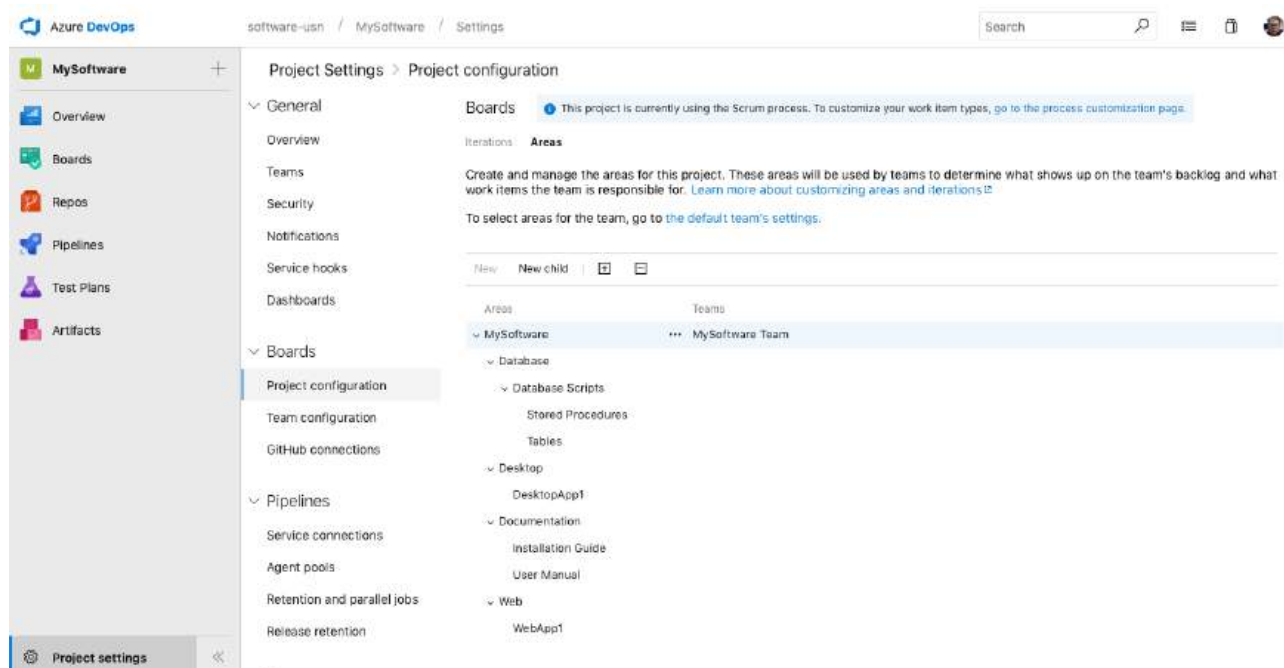 Azure DevOps
software-usn / MySoftware / Settings
Search
M MySoftware
Overview
Boards
Repos
Pipelines
Test Plans
Artifacts
Project settings
Project Settings > Project configuration
General
Overview
Teams
Security
Notifications
Service hooks
Dashboards
Boards
Project configuration
Team configuration
GitHub connections
Pipelines
Service connections
Agent pools
Retention and parallel jobs
Release retention
Boards
This project is currently using the Scrum process. To customize your work item types, go to the process customization page.
Iterations Areas
Create and manage the areas for this project. These areas will be used by teams to determine what shows up on the team's backlog and what
work items the team is responsible for. Learn more about customizing areas and iterations
To select areas for the team, go to the default team's settings.
New New child
Areas Teams
MySoftware ••• MySoftware Team
Database
Database Scripts
Stored Procedures
Tables
Desktop
DesktopApp1
Documentation
Installation Guide
User Manual
Web
WebApp1